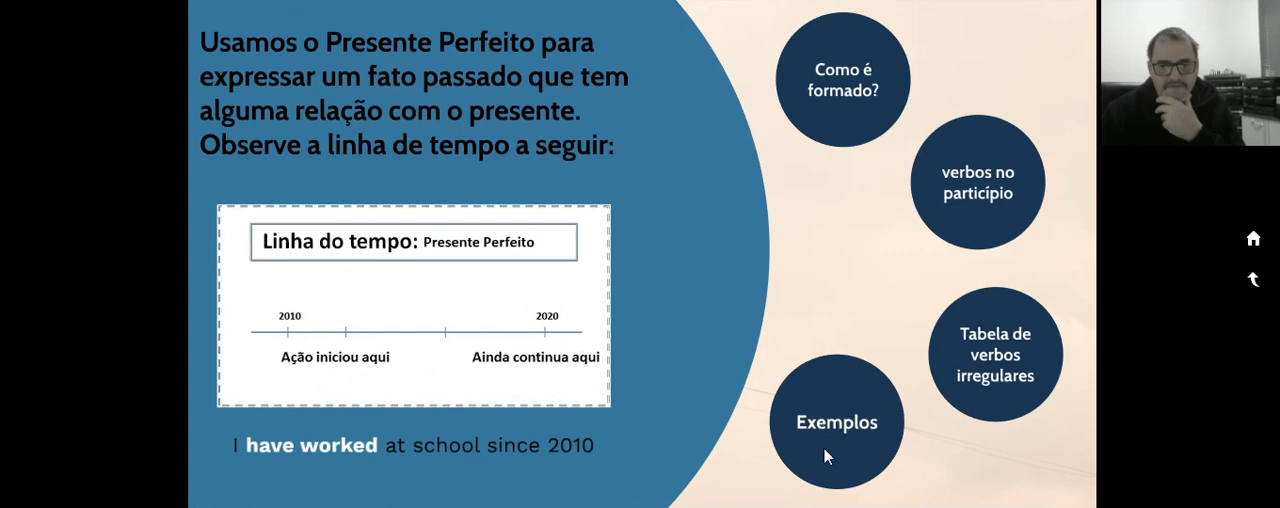 Usamos o Presente Perfeito para
expressar um fato passado que tem
alguma relação com o presente.
Observe a linha de tempo a seguir:
Linha do tempo: Presente Perfeito
2010 2020
Ação iniciou aqui Ainda continua aqui
I have worked at school since 2010
Como é
formado?
verbos no
particípio
Tabela de
verbos
irregulares
Exemplos